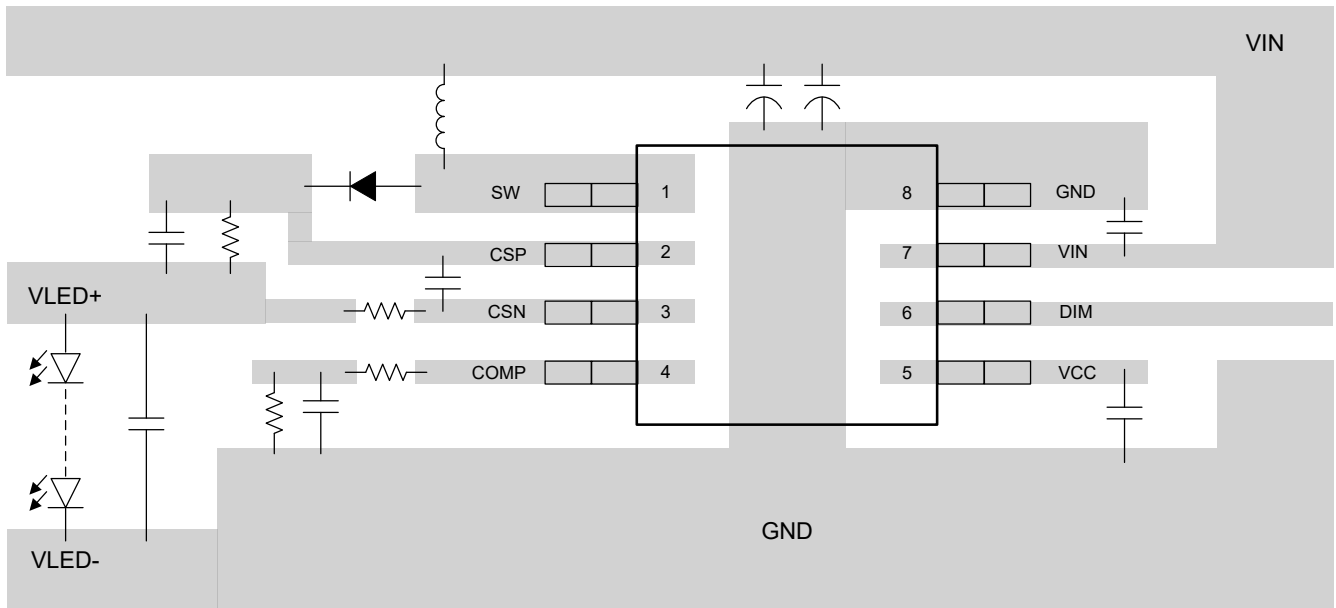 VIN
SW 1 8 GND
CSP 2 7 VIN
VLED+
CSN 3 6 DIM
COMP 4 5 VCC
GND
VLED-